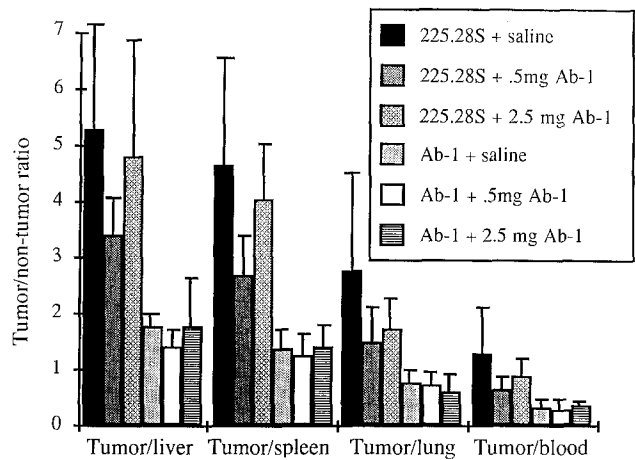 7
6
5
4
3
2
1
0
Tumor/non-tumor ratio
225.28S + saline
225.28S + .5mg Ab-1
225.28S + 2.5 mg Ab-1
Ab-1 + saline
Ab-1 + .5mg Ab-1
Ab-1 + 2.5 mg Ab-1
Tumor/liver Tumor/spleen Tumor/lung Tumor/blood